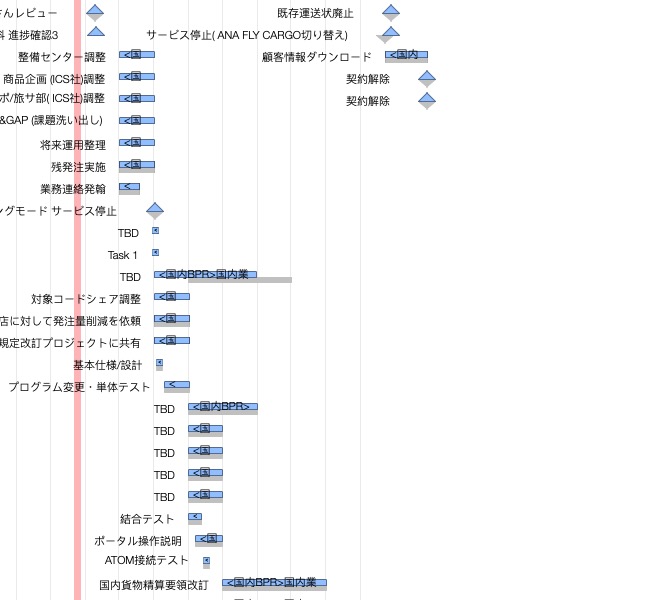 さんレビュー 既存運送状廃止
料 進捗確認3 サービス停止( ANA FLY CARGO切り替え)
整備センター調整 <国 顧客情報ダウンロード <国内
商品企画 (ICS社)調整 <国 契約解除
ポ/旅サ部( ICS社)調整 <国 契約解除
&GAP (課題洗い出し) <国
将来運用整理 <国
残発注実施 <国
業務連絡発翰 <
ングモード サービス停止
TBD <
Task 1 <
TBD <国内BPR>国内業
対象コードシェア調整 <国
店に対して発注量削減を依頼 <国
規定改訂プロジェクトに共有 <国
基本仕様/設計 <
プログラム変更・単体テスト <
TBD <国内BPR>
TBD <国
TBD <国
TBD <国
TBD <国
結合テスト <
ポータル操作説明 <国
ATOM接続テスト <
国内貨物精算要領改訂 <国内BPR>国内業